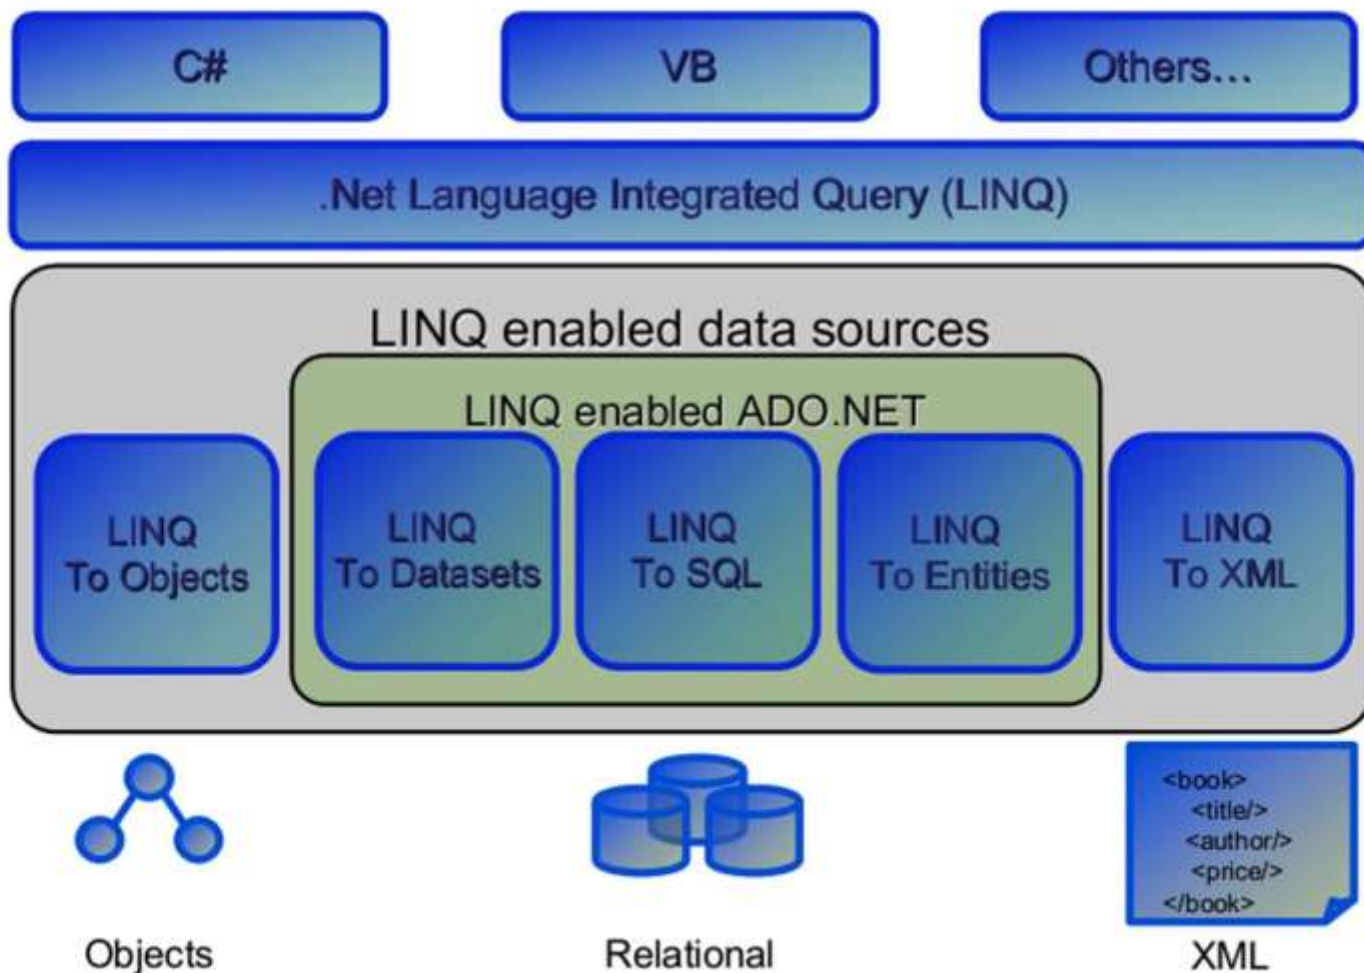 C#
VB
Others...
.Net Language Integrated Query (LINQ)
LINQ enabled data sources
LINQ enabled ADO.NET
LINQ
To Objects
LINQ
To Datasets
LINQ
To SQL
LINQ
To Entities
LINQ
To XML
<book>
<title/>
<author/>
<price/>
</book>
Objects
Relational
XML